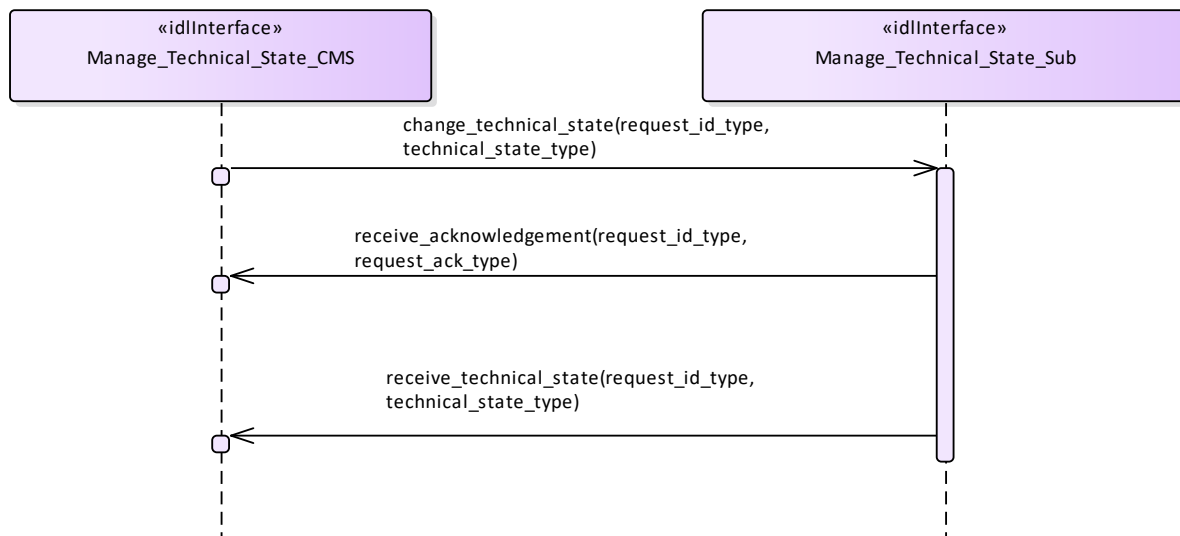 «idlInterface»
Manage_Technical_State_CMS
«idlInterface»
Manage_Technical_State_Sub
change_technical_state(request_id_type,
technical_state_type)
receive_acknowledgement(request_id_type,
request_ack_type)
receive_technical_state(request_id_type,
technical_state_type)